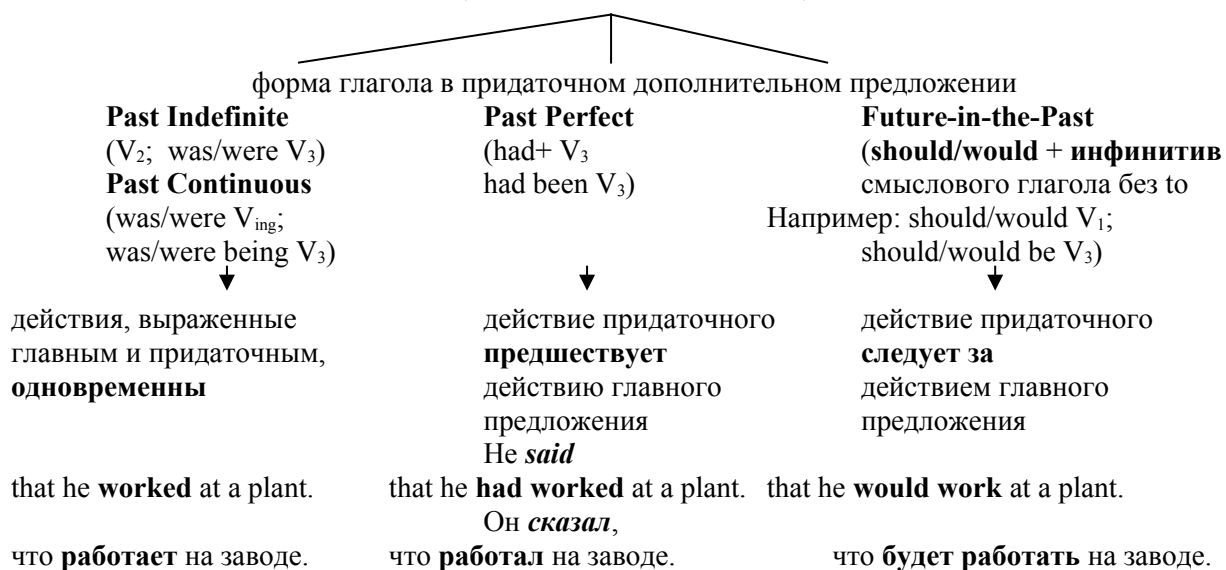 форма глагола в придаточном дополнительном предложении
Past Indefinite Past Perfect Future-in-the-Past
(V₂; was/were V₃) (had+ V₃ (should/would + инфинитив
Past Continuous had been V₃) смыслового глагола без to
(was/were Ving; Например: should/would V₁;
was/were being V₃) should/would be V₃)
действия, выраженные действие придаточного действие придаточного
главным и придаточным, предшествует следует за
одновременны действию главного действием главного
предложения предложения
He said
that he worked at a plant. that he had worked at a plant. that he would work at a plant.
Он сказал,
что работает на заводе. что работал на заводе. что будет работать на заводе.